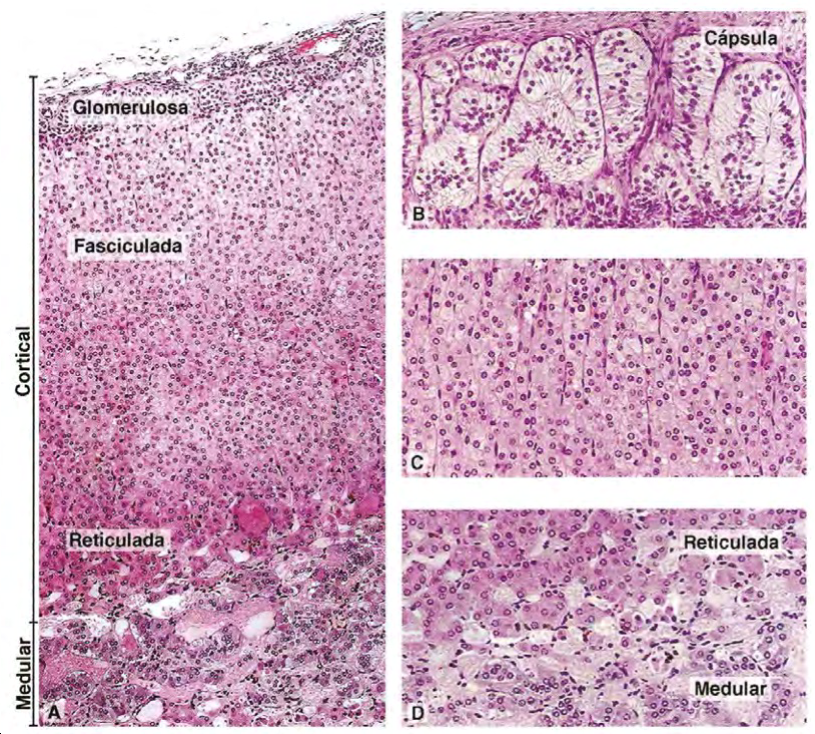 Glomerulosa
Fasciculada
Cortical
Reticulada
Medular
A
Cápsula
B
C
Reticulada
Medular
D